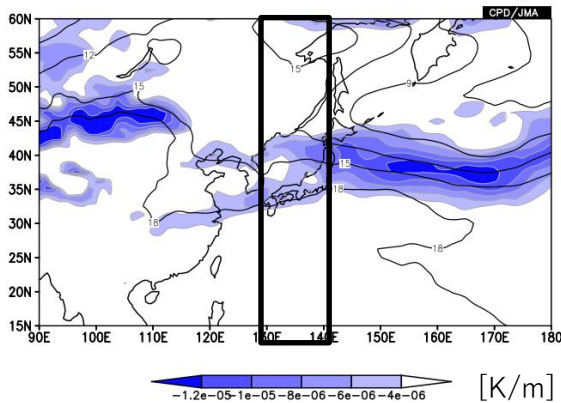 CPD/JMA
60N
55N
50N
45N
40N
35N
30N
25N
20N
15N
12
15
15
9
15
18
18
18
90E 100E 110E 120E 130E 140E 150E 160E 170E 180
-1.2e-05 -1e-05 -8e-06 -6e-06 -4e-06
[K/m]